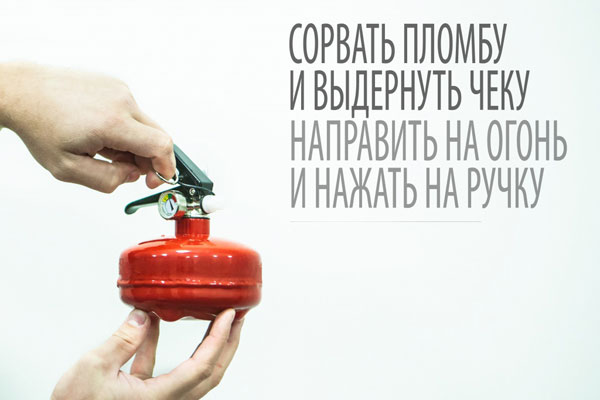 СОРВАТЬ ПЛОМБУ
И ВЫДЕРНУТЬ ЧЕКУ
НАПРАВИТЬ НА ОГОНЬ
И НАЖАТЬ НА РУЧКУ